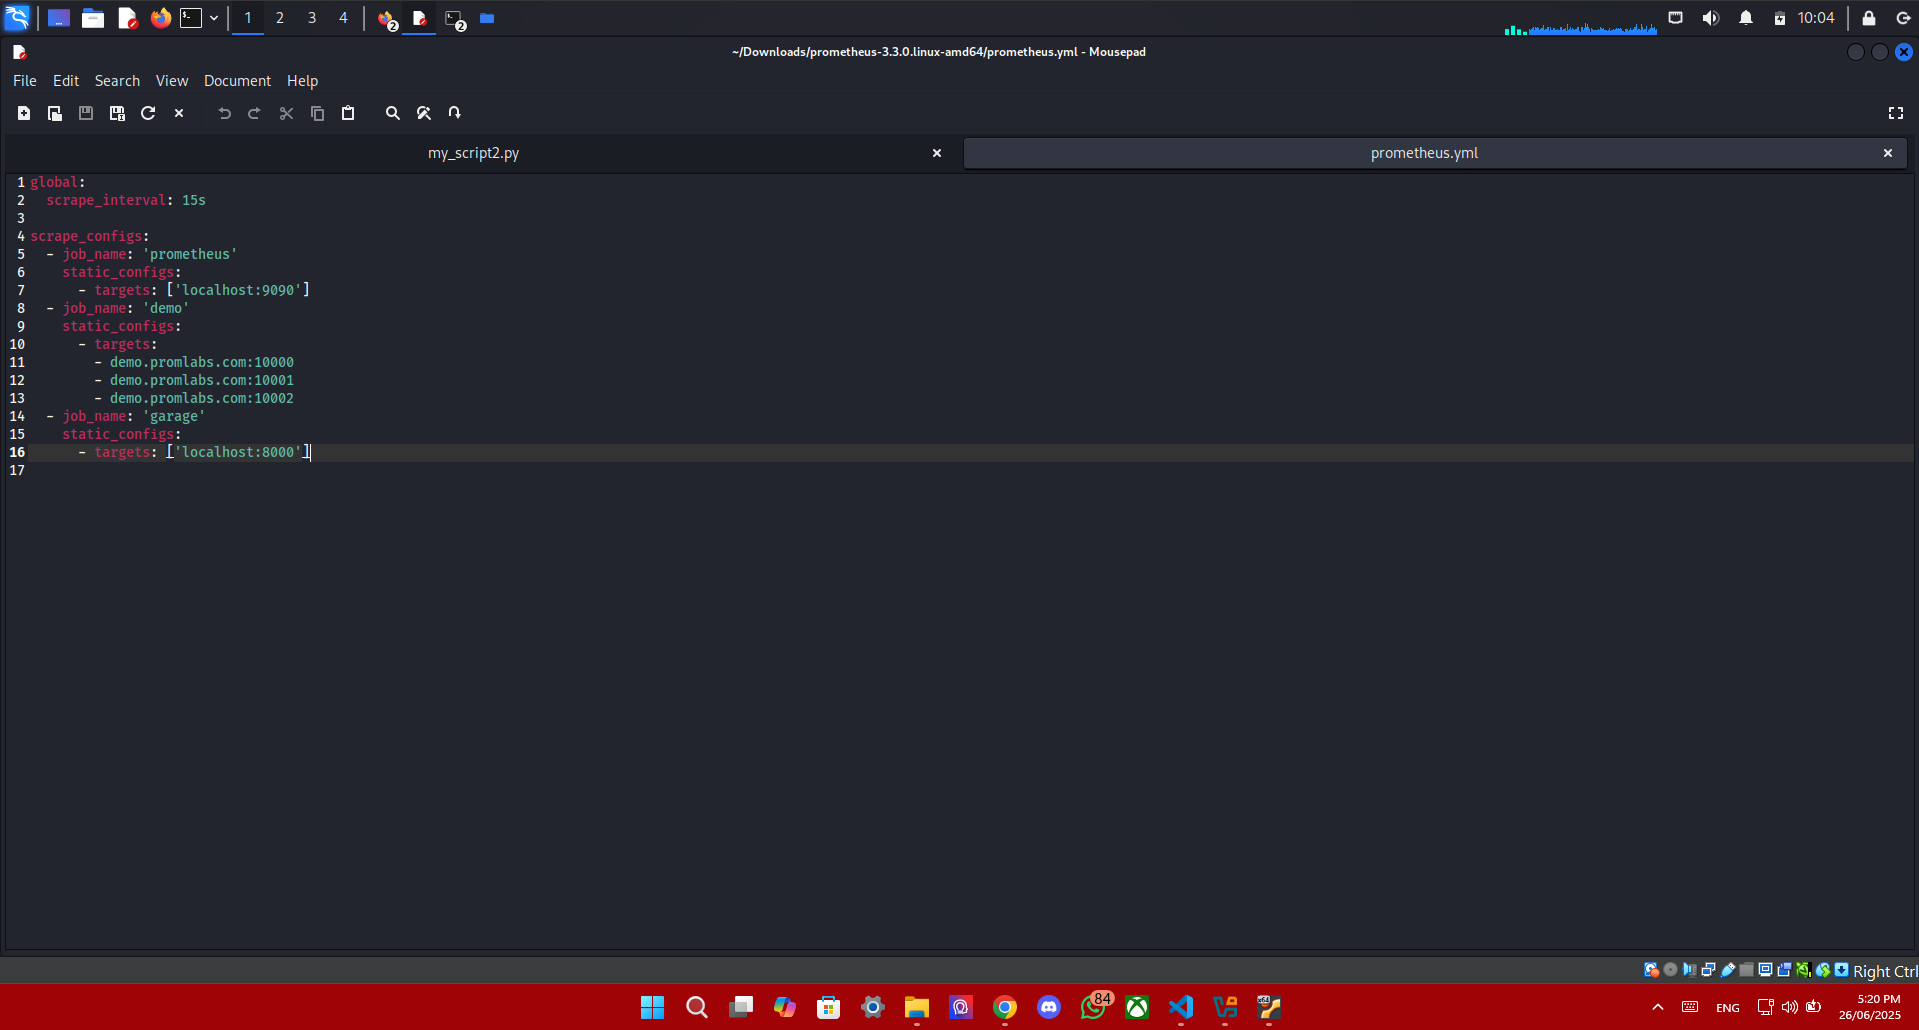 1 2 3 4 2 2 10:04
~/Downloads/prometheus-3.3.0.linux-amd64/prometheus.yml - Mousepad
File Edit Search View Document Help
my_script2.py prometheus.yml
1 global:
2   scrape_interval: 15s
3
4 scrape_configs:
5   - job_name: 'prometheus'
6     static_configs:
7       - targets: ['localhost:9090']
8   - job_name: 'demo'
9     static_configs:
10       - targets:
11         - demo.promlabs.com:10000
12         - demo.promlabs.com:10001
13         - demo.promlabs.com:10002
14   - job_name: 'garage'
15     static_configs:
16       - targets: ['localhost:8000']
17
Right Ctrl
84 ENG 5:20 PM
26/06/2025